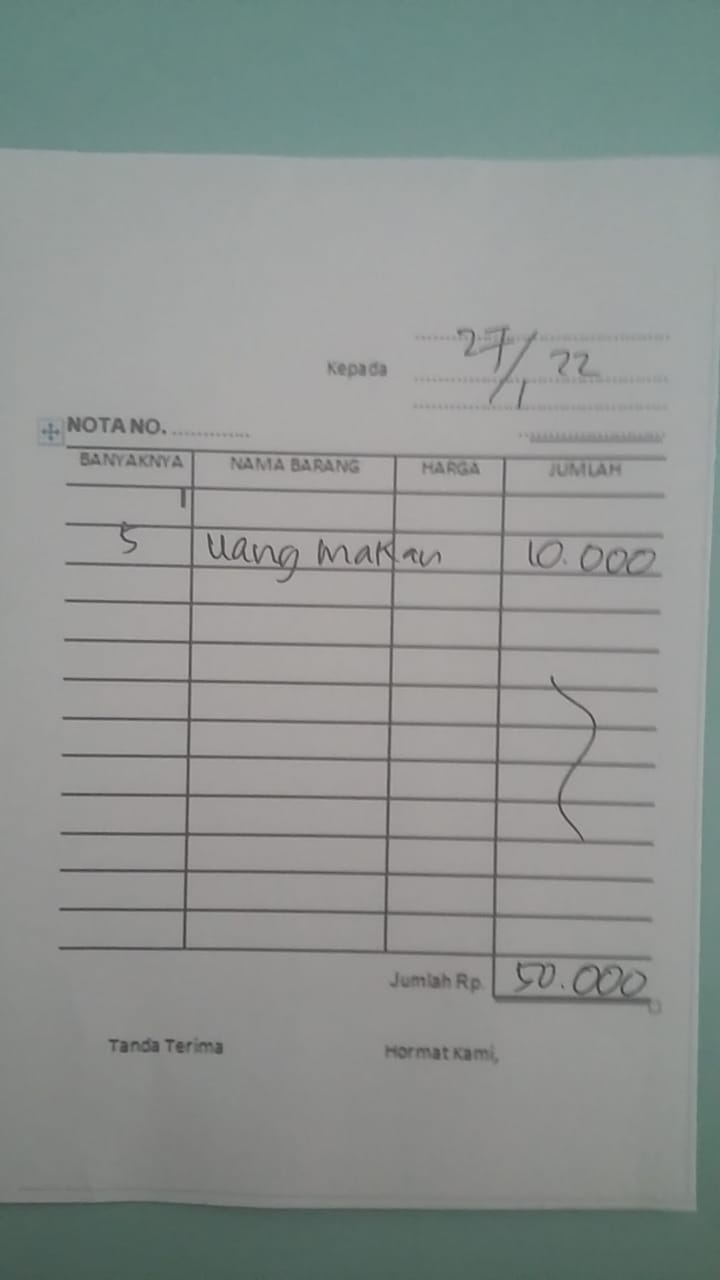 27/1 22
Kepada
NOTA NO. ............
BANYAKNYA NAMA BARANG HARGA JUMLAH
5 uang makan 10.000
Jumlah Rp. 50.000
Tanda Terima Hormat Kami,